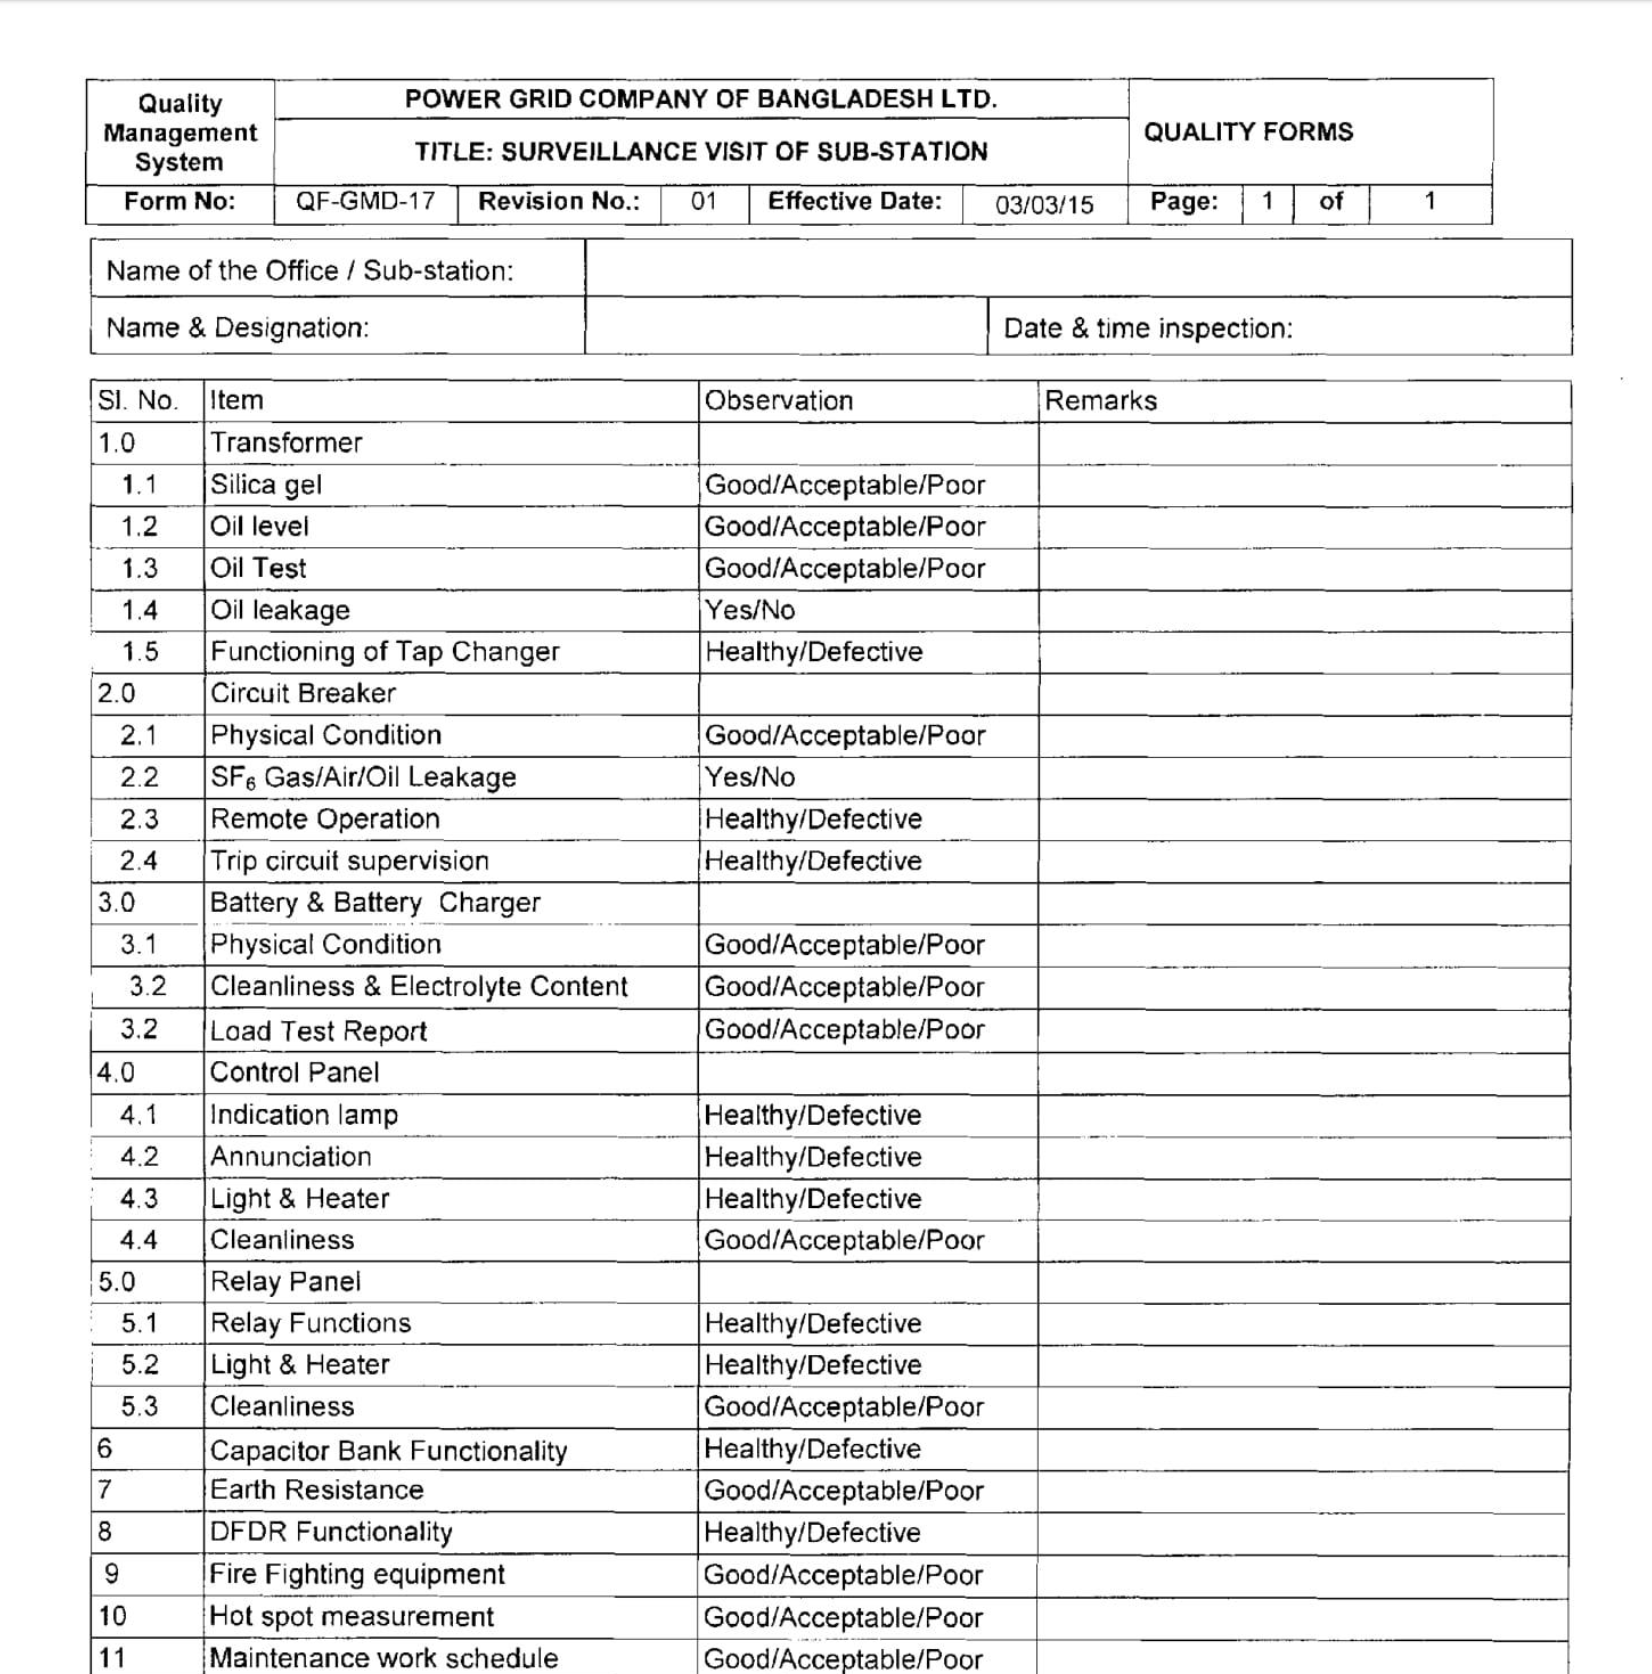 Quality Management System
POWER GRID COMPANY OF BANGLADESH LTD.
TITLE: SURVEILLANCE VISIT OF SUB-STATION
QUALITY FORMS
Form No: QF-GMD-17 Revision No.: 01 Effective Date: 03/03/15 Page: 1 of 1
Name of the Office / Sub-station:
Name & Designation: Date & time inspection:
Sl. No. Item Observation Remarks
1.0 Transformer
1.1 Silica gel Good/Acceptable/Poor
1.2 Oil level Good/Acceptable/Poor
1.3 Oil Test Good/Acceptable/Poor
1.4 Oil leakage Yes/No
1.5 Functioning of Tap Changer Healthy/Defective
2.0 Circuit Breaker
2.1 Physical Condition Good/Acceptable/Poor
2.2 SF₆ Gas/Air/Oil Leakage Yes/No
2.3 Remote Operation Healthy/Defective
2.4 Trip circuit supervision Healthy/Defective
3.0 Battery & Battery Charger
3.1 Physical Condition Good/Acceptable/Poor
3.2 Cleanliness & Electrolyte Content Good/Acceptable/Poor
3.2 Load Test Report Good/Acceptable/Poor
4.0 Control Panel
4.1 Indication lamp Healthy/Defective
4.2 Annunciation Healthy/Defective
4.3 Light & Heater Healthy/Defective
4.4 Cleanliness Good/Acceptable/Poor
5.0 Relay Panel
5.1 Relay Functions Healthy/Defective
5.2 Light & Heater Healthy/Defective
5.3 Cleanliness Good/Acceptable/Poor
6 Capacitor Bank Functionality Healthy/Defective
7 Earth Resistance Good/Acceptable/Poor
8 DFDR Functionality Healthy/Defective
9 Fire Fighting equipment Good/Acceptable/Poor
10 Hot spot measurement Good/Acceptable/Poor
11 Maintenance work schedule Good/Acceptable/Poor